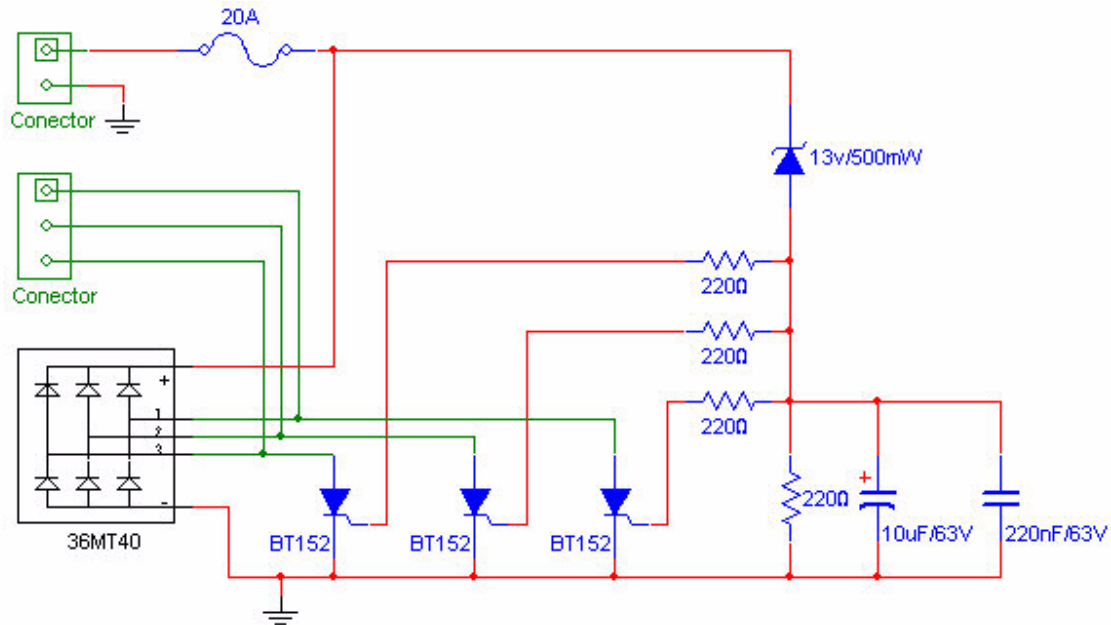 20A
Conector
13v/500mW
Conector
220Ω
220Ω
220Ω
+
1
2
3
-
36MT40
BT152
BT152
BT152
220Ω
+
10uF/63V
220nF/63V